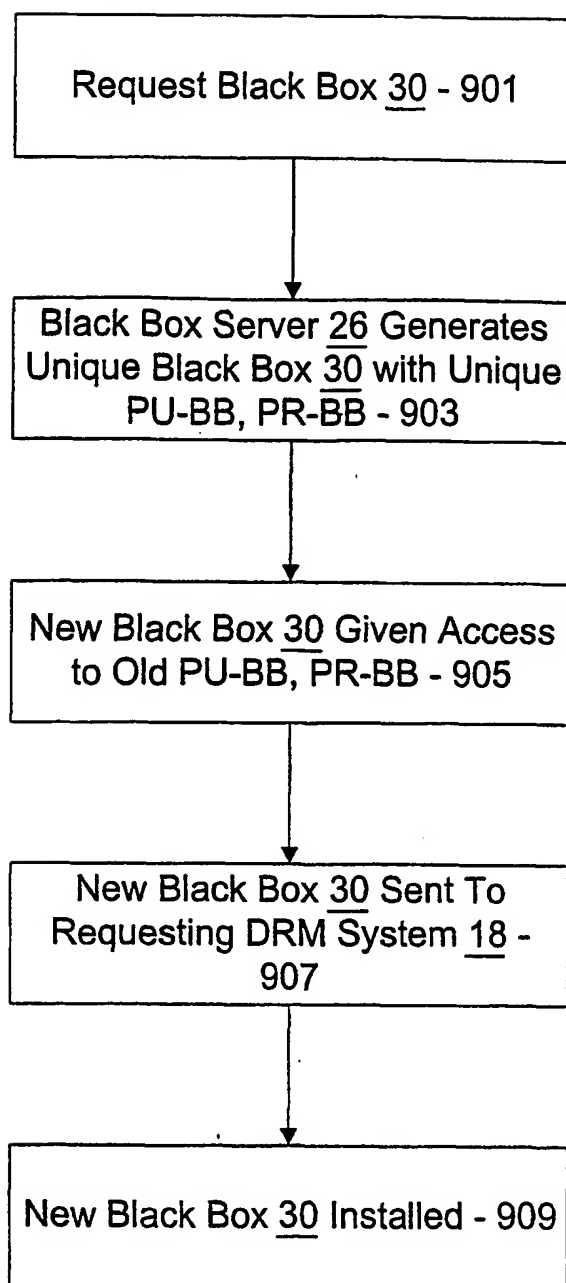 Request Black Box 30 - 901
Black Box Server 26 Generates
Unique Black Box 30 with Unique
PU-BB, PR-BB - 903
New Black Box 30 Given Access
to Old PU-BB, PR-BB - 905
New Black Box 30 Sent To
Requesting DRM System 18 -
907
New Black Box 30 Installed - 909